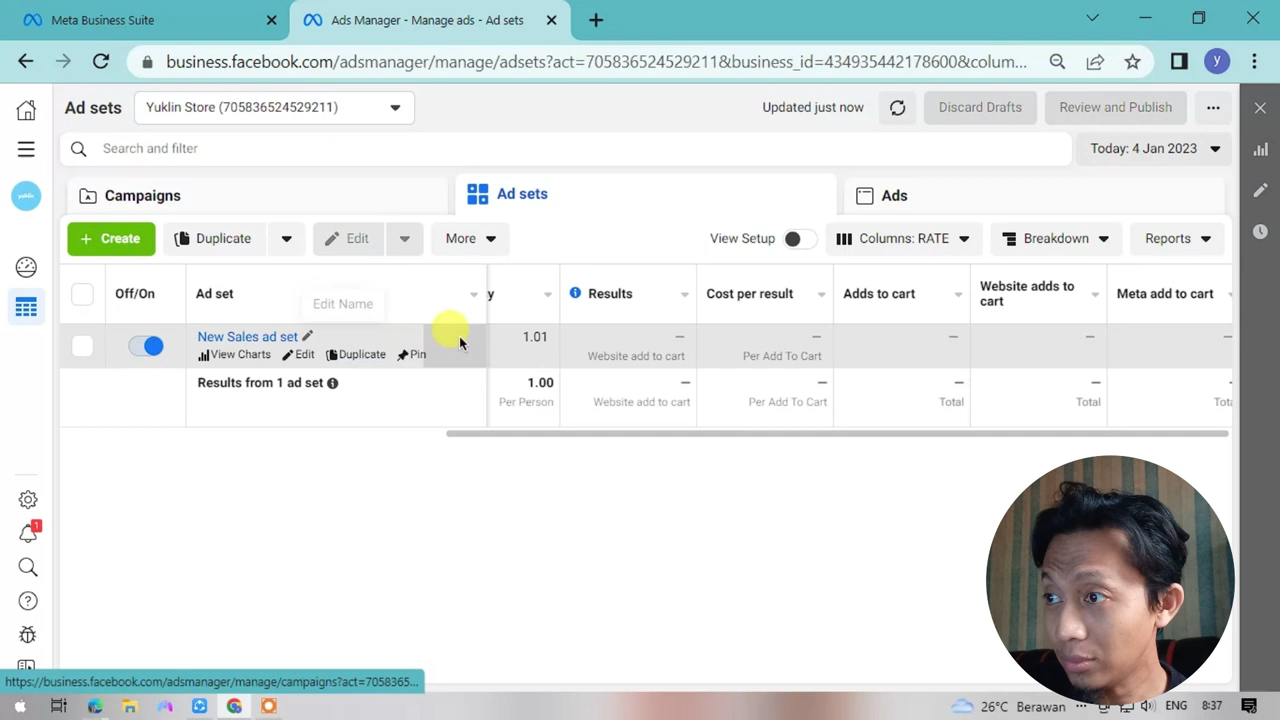 Meta Business Suite
Ads Manager - Manage ads - Ad sets
business.facebook.com/adsmanager/manage/adsets?act=705836524529211&business_id=434935442178600&colum...
y
Ad sets
Yuklin Store (705836524529211)
Updated just now
Discard Drafts
Review and Publish
Search and filter
Today: 4 Jan 2023
yuklin
Campaigns
Ad sets
Ads
+ Create
Duplicate
Edit
More
View Setup
Columns: RATE
Breakdown
Reports
Off/On
Ad set
y
Results
Cost per result
Adds to cart
Website adds to cart
Meta add to cart
Edit Name
New Sales ad set
View Charts
Edit
Duplicate
Pin
1.01
—
Website add to cart
—
Per Add To Cart
—
—
—
Results from 1 ad set
1.00
Per Person
—
Website add to cart
—
Per Add To Cart
—
Total
—
Total
—
Tota
1
https://business.facebook.com/adsmanager/manage/campaigns?act=7058365...
26°C Berawan
ENG
8:37